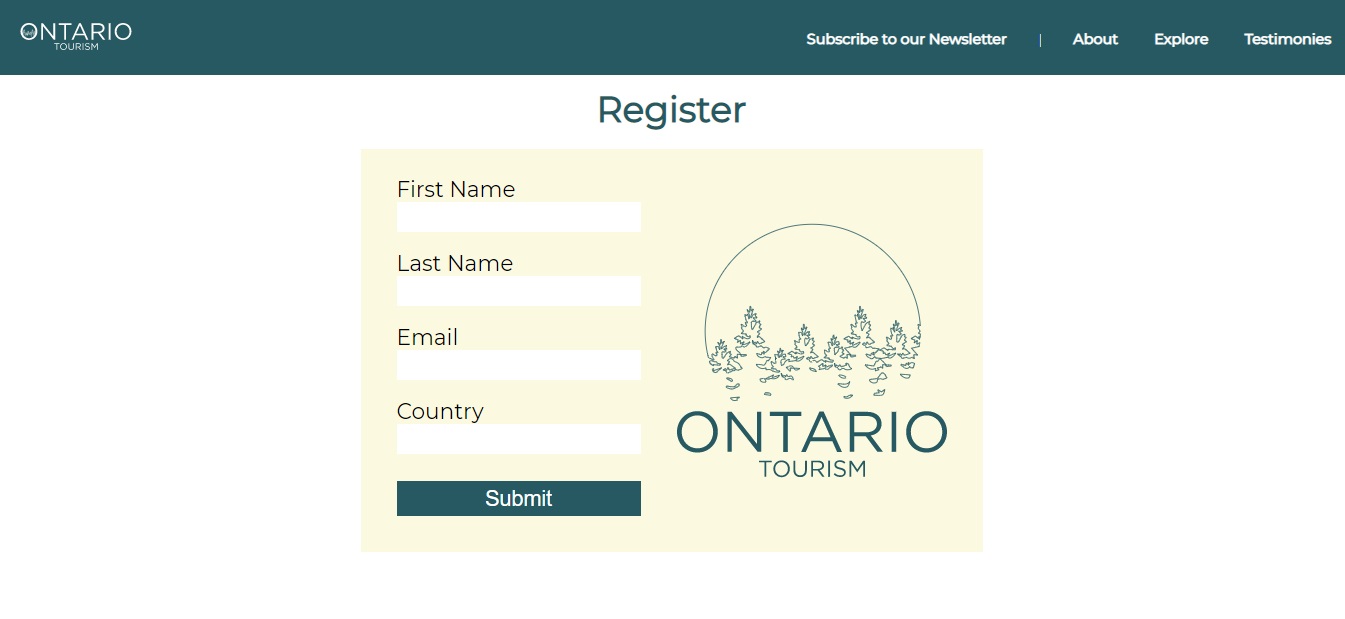 ONTARIO
TOURISM
Subscribe to our Newsletter | About Explore Testimonies
Register
First Name
Last Name
Email
Country
Submit
ONTARIO
TOURISM